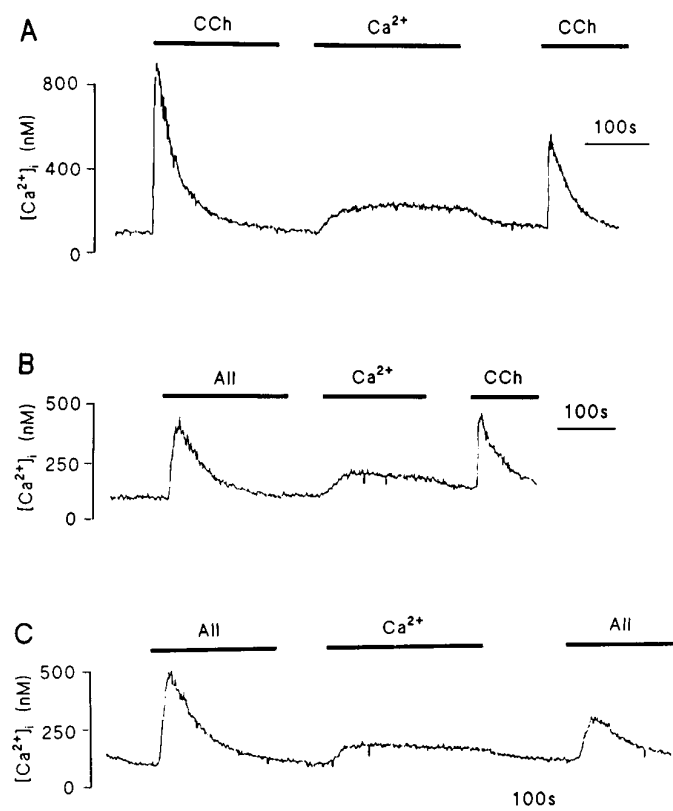 A
CCh Ca²⁺ CCh
[Ca²⁺]ᵢ (nM)
800
400
0
100s
B
AII Ca²⁺ CCh
[Ca²⁺]ᵢ (nM)
500
250
0
100s
C
AII Ca²⁺ AII
[Ca²⁺]ᵢ (nM)
500
250
0
100s